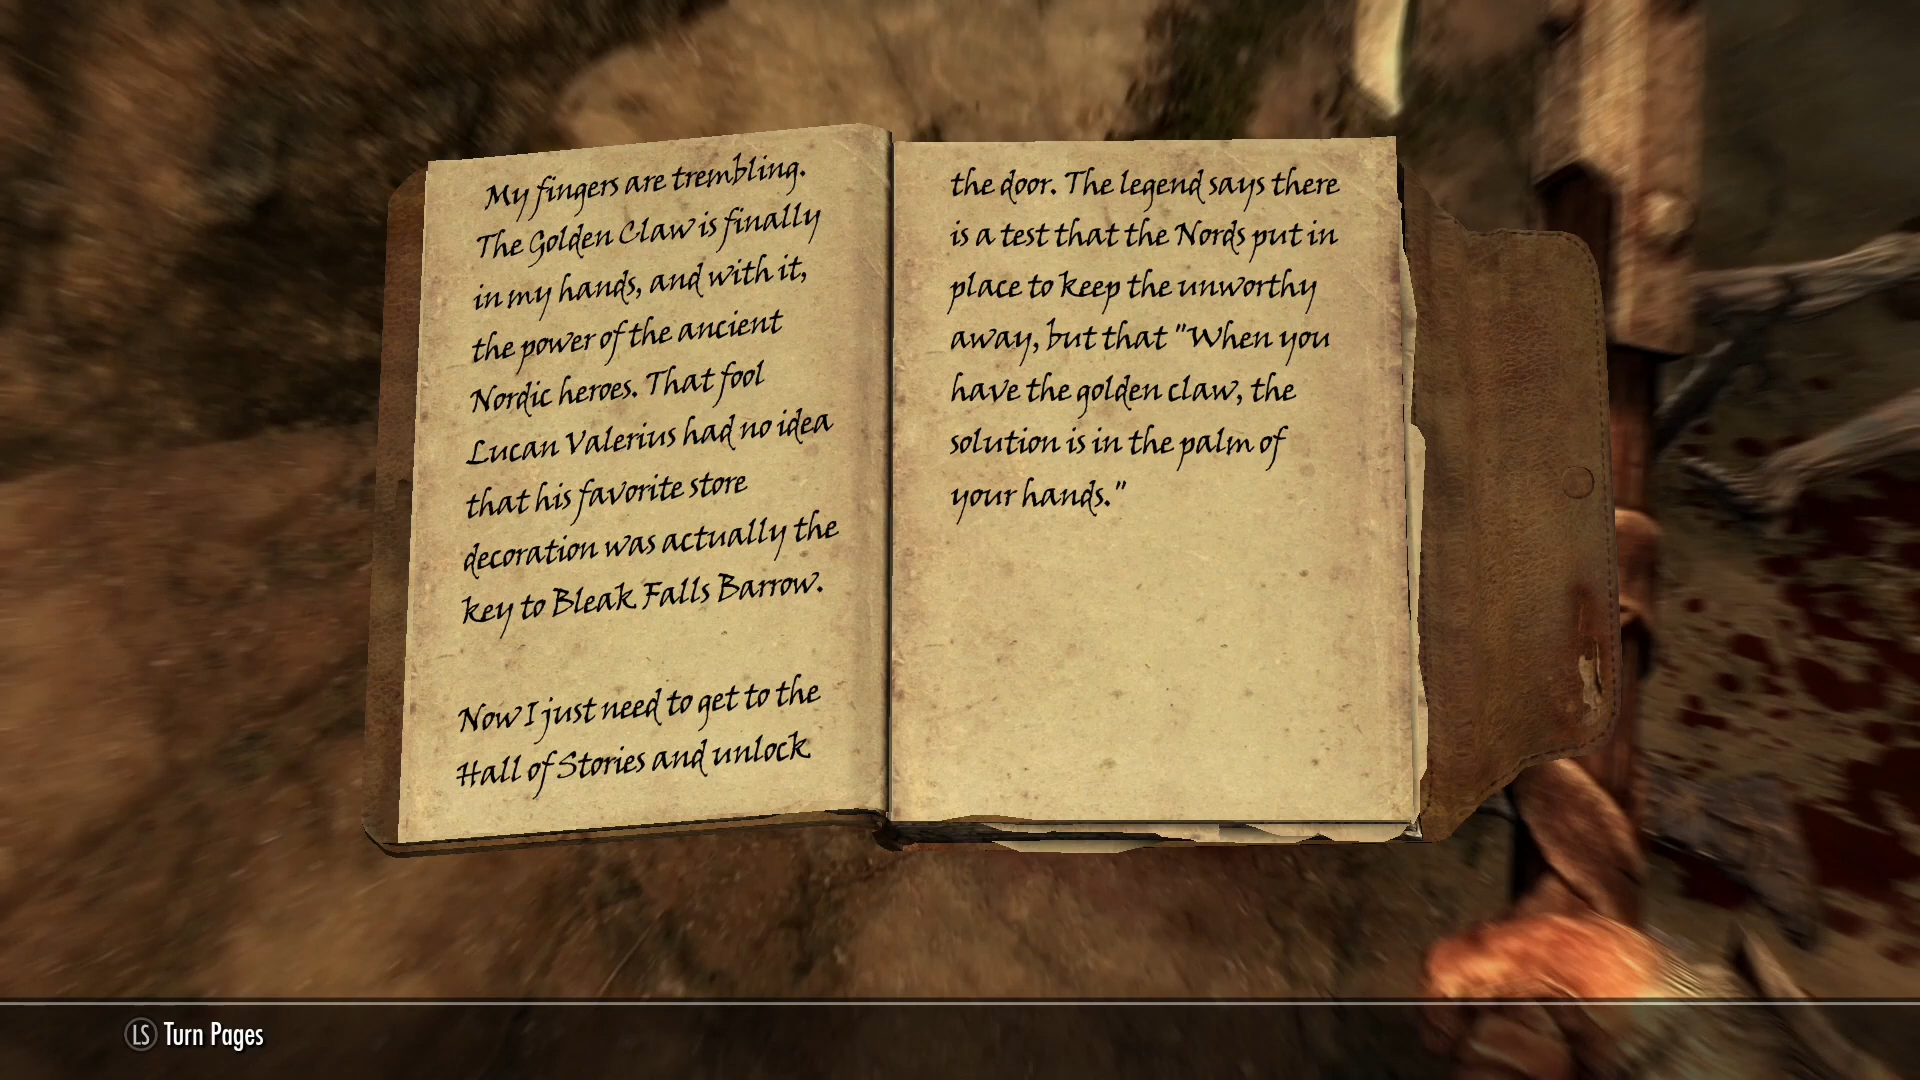 My fingers are trembling.
The Golden Claw is finally
in my hands, and with it,
the power of the ancient
Nordic heroes. That fool
Lucan Valerius had no idea
that his favorite store
decoration was actually the
key to Bleak Falls Barrow.
Now I just need to get to the
Hall of Stories and unlock
the door. The legend says there
is a test that the Nords put in
place to keep the unworthy
away, but that "When you
have the golden claw, the
solution is in the palm of
your hands."
LS Turn Pages